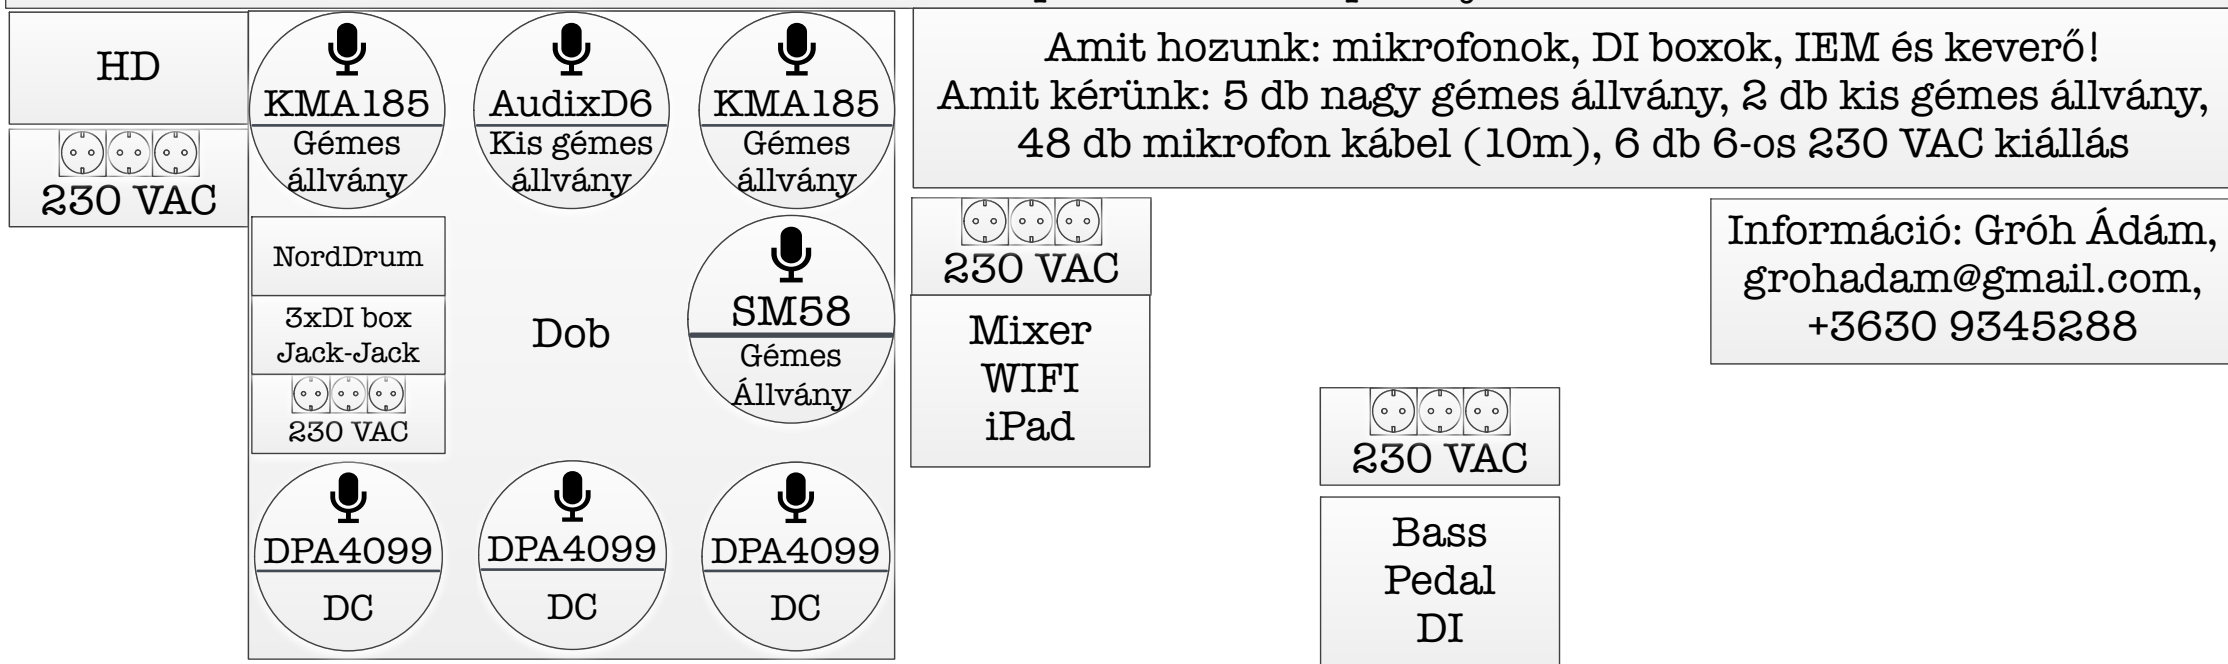 HD
230 VAC
KMA185
Gémes
állvány
AudixD6
Kis gémes
állvány
KMA185
Gémes
állvány
Amit hozunk: mikrofonok, DI boxok, IEM és keverő!
Amit kérünk: 5 db nagy gémes állvány, 2 db kis gémes állvány,
48 db mikrofon kábel (10m), 6 db 6-os 230 VAC kiállás
NordDrum
3xDI box
Jack-Jack
230 VAC
Dob
SM58
Gémes
Állvány
230 VAC
Mixer
WIFI
iPad
Információ: Gróh Ádám,
grohadam@gmail.com,
+3630 9345288
230 VAC
Bass
Pedal
DI
DPA4099
DC
DPA4099
DC
DPA4099
DC